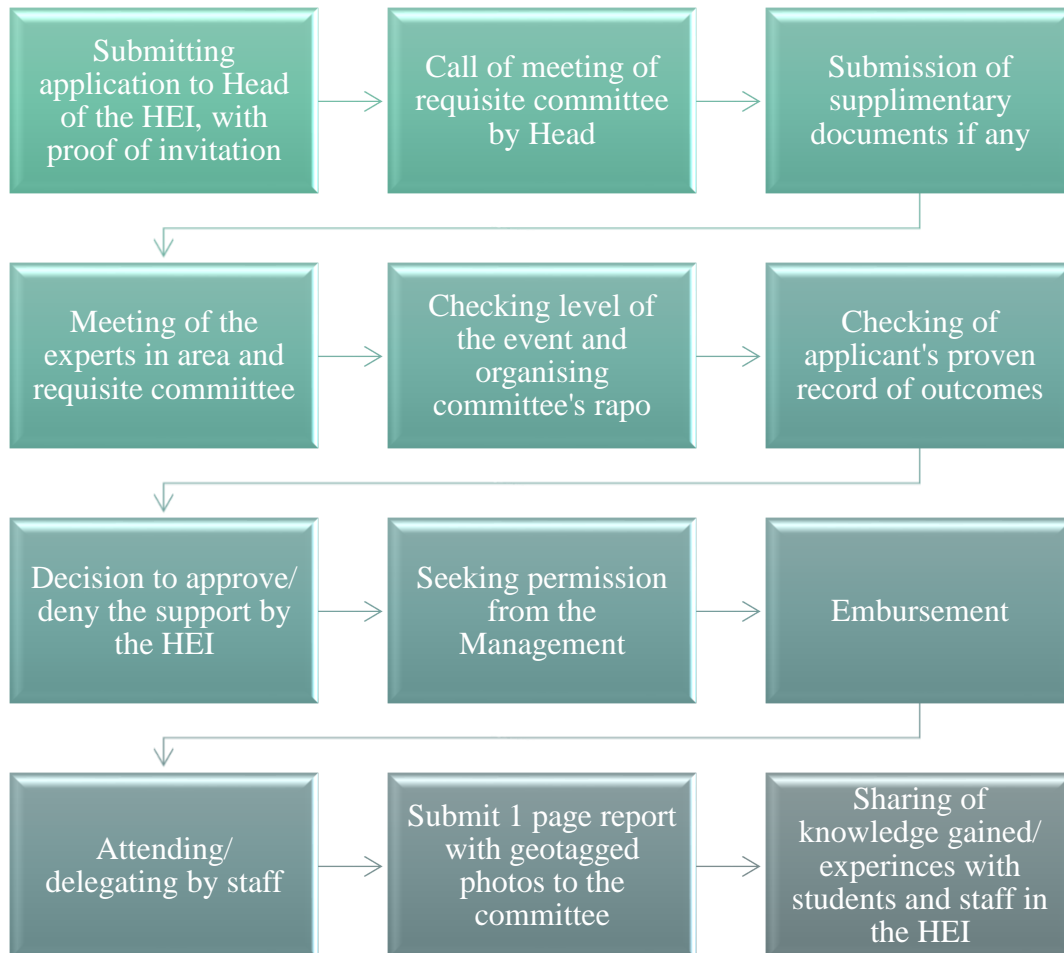 Submitting
application to Head
of the HEI, with
proof of invitation
Call of meeting of
requisite committee
by Head
Submission of
supplimentary
documents if any
Meeting of the
experts in area and
requisite commiittee
Checking level of
the event and
organising
committee's rapo
Checking of
applicant's proven
record of outcomes
Decision to approve/
deny the support by
the HEI
Seeking permission
from the
Management
Embursement
Attending/
delegating by staff
Submit 1 page report
with geotagged
photos to the
committee
Sharing of
knowledge gained/
experinces with
students and staff in
the HEI